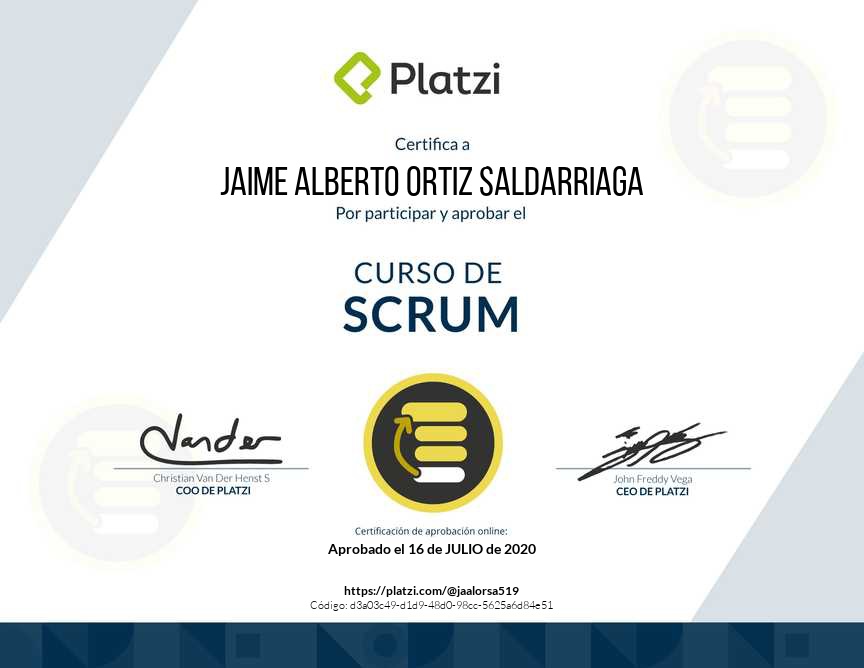 Platzi
Certifica a
JAIME ALBERTO ORTIZ SALDARRIAGA
Por participar y aprobar el
CURSO DE
SCRUM
Vander
Christian Van Der Henst S
COO DE PLATZI
John Freddy Vega
CEO DE PLATZI
Certificación de aprobación online:
Aprobado el 16 de JULIO de 2020
https://platzi.com/@jaalorsa519
Código: d3a03c49-d1d9-48d0-98cc-5625a6d84e51